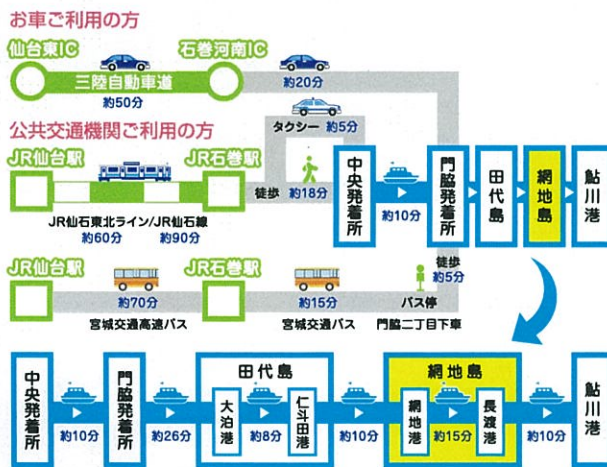 お車ご利用の方
仙台東IC
石巻河南IC
三陸自動車道
約50分
約20分
公共交通機関ご利用の方
タクシー 約5分
JR仙台駅
JR石巻駅
徒歩
約18分
中央発着所
約10分
門脇発着所
田代島
網地島
鮎川港
JR仙石東北ライン/JR仙石線
約60分 約90分
徒歩
約5分
JR仙台駅
JR石巻駅
約70分
約15分
バス停
宮城交通高速バス
宮城交通バス
門脇二丁目下車
中央発着所
約10分
門脇発着所
約26分
田代島
大泊港
約8分
仁斗田港
約10分
網地島
網地港
約15分
長渡港
約10分
鮎川港